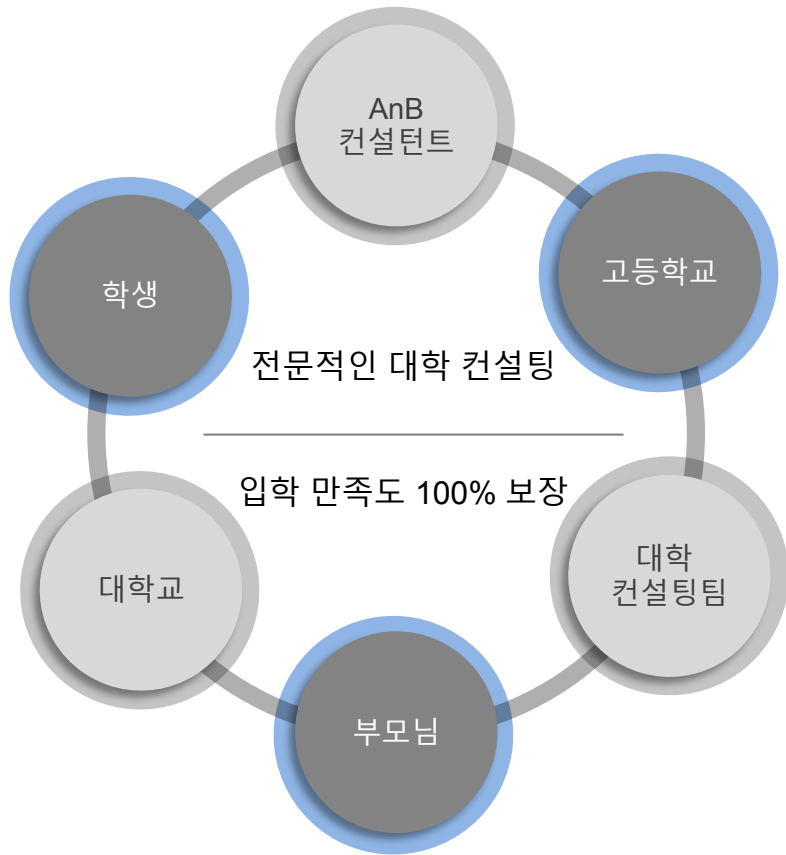 AnB
컨설턴트
고등학교
학생
전문적인 대학 컨설팅
입학 만족도 100% 보장
대학
컨설팅팀
대학교
부모님